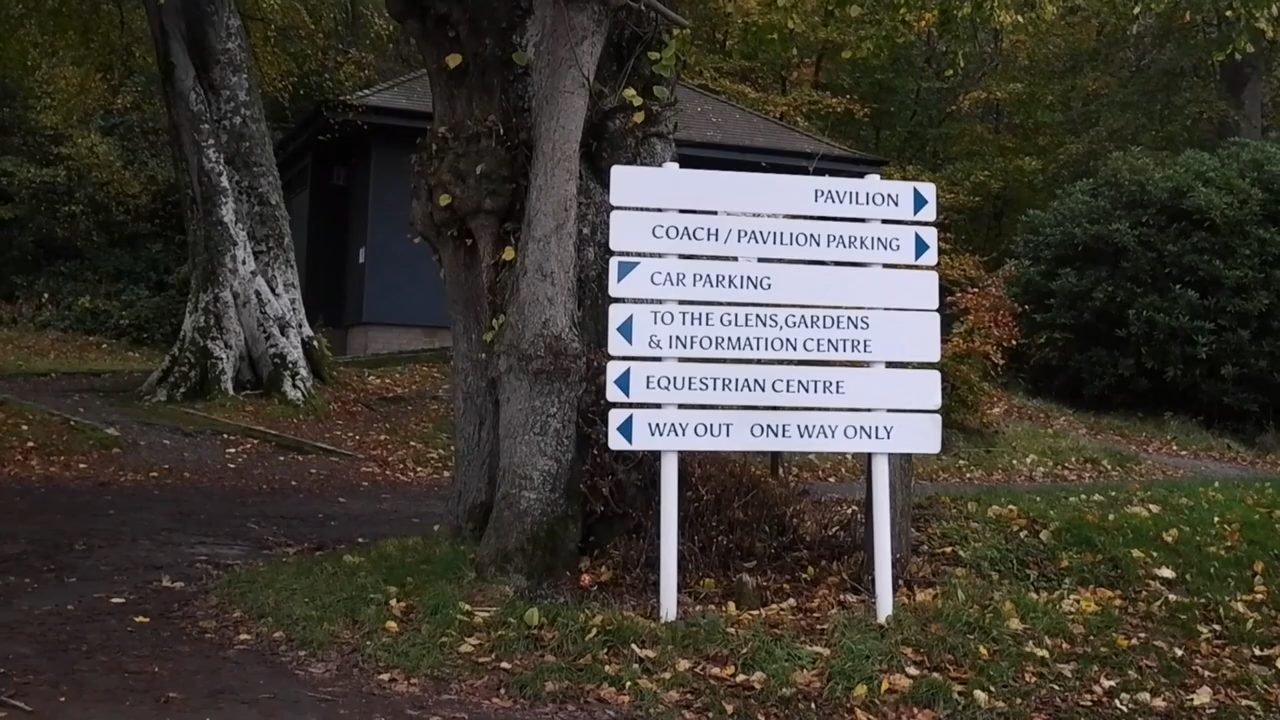 PAVILION
COACH / PAVILION PARKING
CAR PARKING
TO THE GLENS,GARDENS
& INFORMATION CENTRE
EQUESTRIAN CENTRE
WAY OUT ONE WAY ONLY